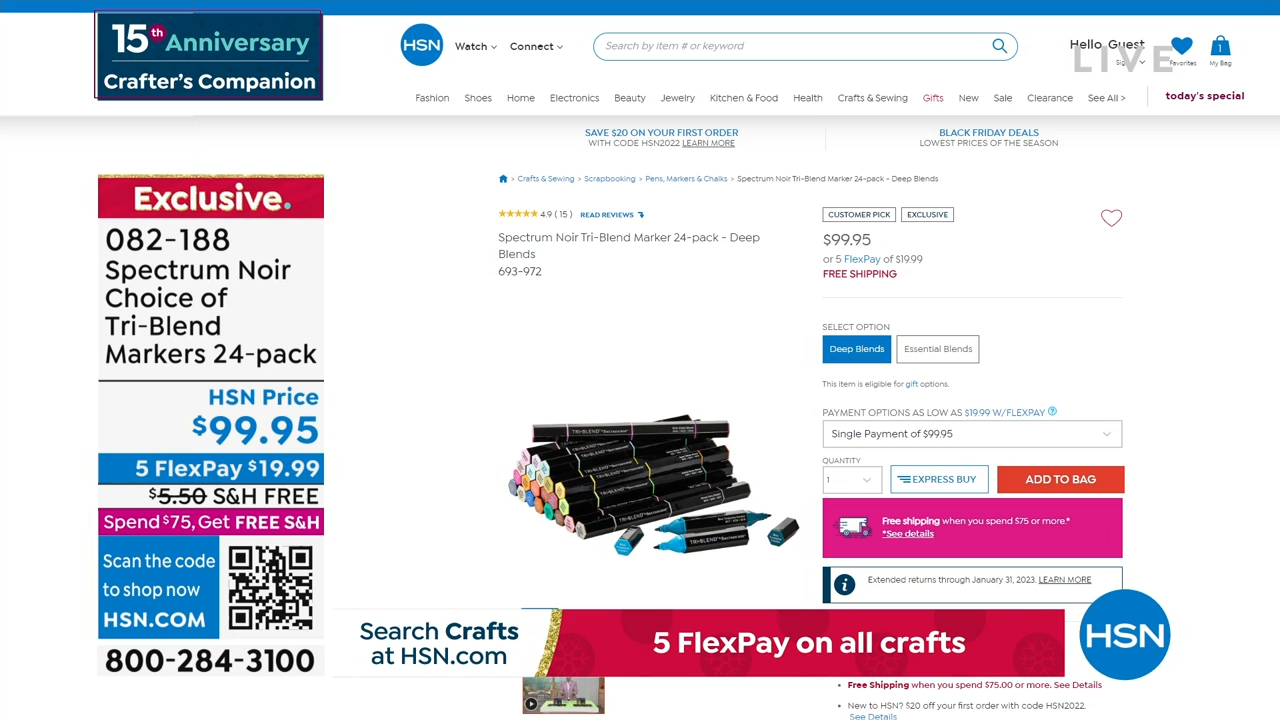 15th Anniversary
Crafter's Companion
HSN
Watch
Connect
Search by item # or keyword
Hello, Guest
LIVE
Favorites
1
My Bag
Fashion
Shoes
Home
Electronics
Beauty
Jewelry
Kitchen & Food
Health
Crafts & Sewing
Gifts
New
Sale
Clearance
See All >
today's special
SAVE $20 ON YOUR FIRST ORDER
WITH CODE HSN2022 LEARN MORE
BLACK FRIDAY DEALS
LOWEST PRICES OF THE SEASON
> Crafts & Sewing > Scrapbooking > Pens, Markers & Chalks > Spectrum Noir Tri-Blend Marker 24-pack - Deep Blends
Exclusive.
082-188
Spectrum Noir
Choice of
Tri-Blend
Markers 24-pack
HSN Price
$99.95
5 FlexPay $19.99
$5.50 S&H FREE
Spend $75, Get FREE S&H
Scan the code
to shop now
HSN.COM
800-284-3100
4.9 ( 15 ) READ REVIEWS
Spectrum Noir Tri-Blend Marker 24-pack - Deep
Blends
693-972
TRI-BLEND
TRI-BLEND
CUSTOMER PICK
EXCLUSIVE
$99.95
or 5 FlexPay of $19.99
FREE SHIPPING
SELECT OPTION
Deep Blends
Essential Blends
This item is eligible for gift options.
PAYMENT OPTIONS AS LOW AS $19.99 W/FLEXPAY ?
Single Payment of $99.95
QUANTITY
1
EXPRESS BUY
ADD TO BAG
Free shipping when you spend $75 or more.*
*See details
Extended returns through January 31, 2023. LEARN MORE
Search Crafts
at HSN.com
5 FlexPay on all crafts
HSN
• Free Shipping when you spend $75.00 or more. See Details
• New to HSN? $20 off your first order with code HSN2022.
See Details